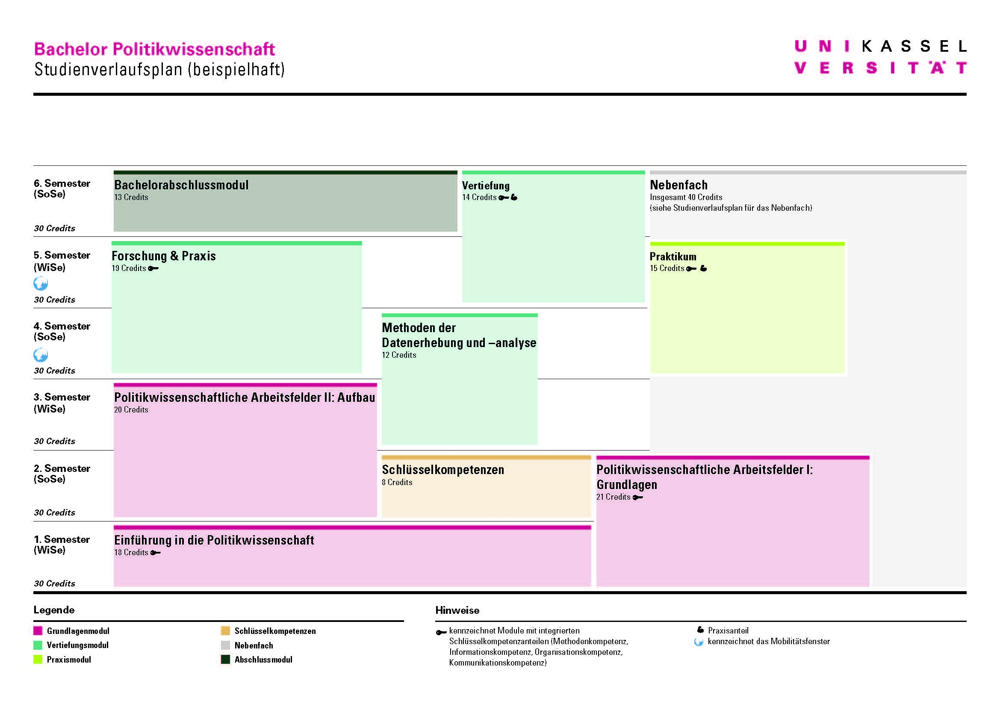 Bachelor Politikwissenschaft
Studienverlaufsplan (beispielhaft)
UNIKASSEL
VERSITÄT
6. Semester
(SoSe)
30 Credits
Bachelorabschlussmodul
13 Credits
Vertiefung
14 Credits
Nebenfach
Insgesamt 40 Credits
(siehe Studienverlaufsplan für das Nebenfach)
5. Semester
(WiSe)
30 Credits
Forschung & Praxis
19 Credits
Praktikum
15 Credits
4. Semester
(SoSe)
30 Credits
Methoden der
Datenerhebung und –analyse
12 Credits
3. Semester
(WiSe)
30 Credits
Politikwissenschaftliche Arbeitsfelder II: Aufbau
20 Credits
2. Semester
(SoSe)
30 Credits
Schlüsselkompetenzen
8 Credits
Politikwissenschaftliche Arbeitsfelder I:
Grundlagen
21 Credits
1. Semester
(WiSe)
30 Credits
Einführung in die Politikwissenschaft
18 Credits
Legende
Grundlagenmodul
Vertiefungsmodul
Praxismodul
Schlüsselkompetenzen
Nebenfach
Abschlussmodul
Hinweise
kennzeichnet Module mit integrierten
Schlüsselkompetenzanteilen (Methodenkompetenz,
Informationskompetenz, Organisationskompetenz,
Kommunikationskompetenz)
Praxisanteil
kennzeichnet das Mobilitätsfenster